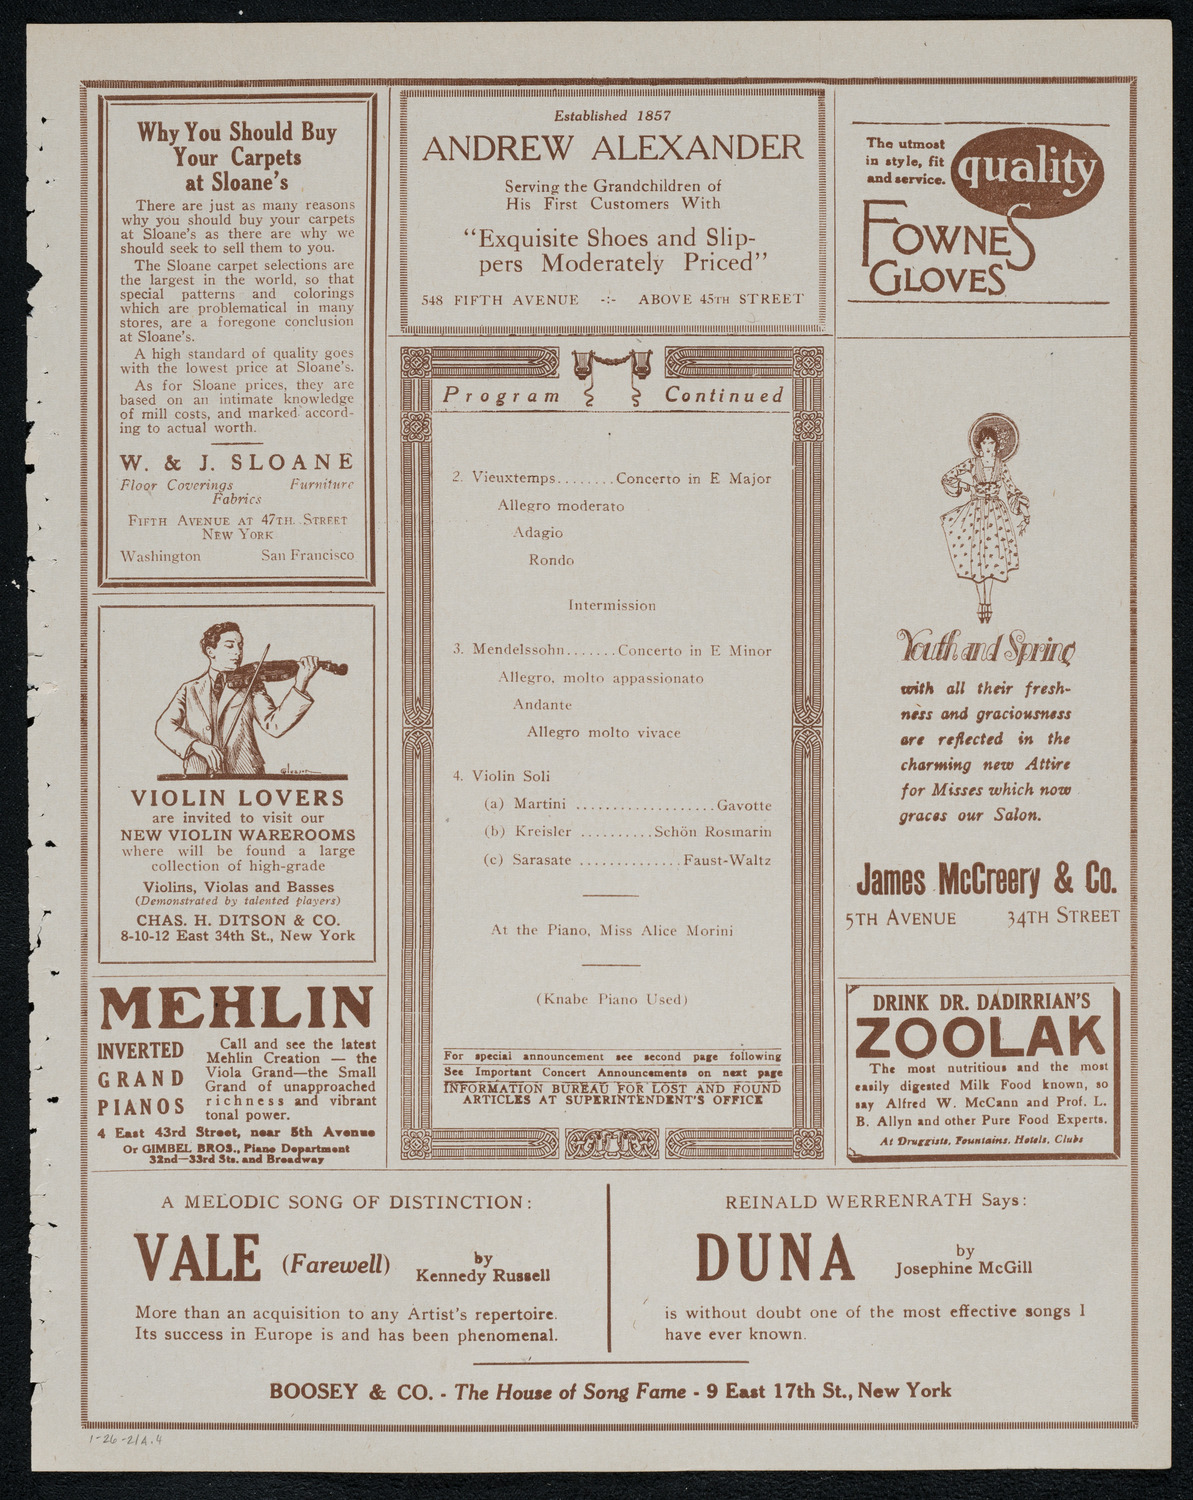 Why You Should Buy
Your Carpets
at Sloane's
There are just as many reasons
why you should buy your carpets
at Sloane's as there are why we
should seek to sell them to you.
The Sloane carpet selections are
the largest in the world, so that
special patterns and colorings
which are problematical in many
stores, are a foregone conclusion
at Sloane's.
A high standard of quality goes
with the lowest price at Sloane's.
As for Sloane prices, they are
based on an intimate knowledge
of mill costs, and marked accord-
ing to actual worth.
W. & J. SLOANE
Floor Coverings Furniture
Fabrics
FIFTH AVENUE AT 47TH STREET
NEW YORK
Washington San Francisco
Gleason
VIOLIN LOVERS
are invited to visit our
NEW VIOLIN WAREROOMS
where will be found a large
collection of high-grade
Violins, Violas and Basses
(Demonstrated by talented players)
CHAS. H. DITSON & CO.
8-10-12 East 34th St., New York
MEHLIN
INVERTED
GRAND
PIANOS
Call and see the latest
Mehlin Creation — the
Viola Grand—the Small
Grand of unapproached
richness and vibrant
tonal power.
4 East 43rd Street, near 5th Avenue
Or GIMBEL BROS., Piano Department
32nd—33rd Sts. and Broadway
Established 1857
ANDREW ALEXANDER
Serving the Grandchildren of
His First Customers With
"Exquisite Shoes and Slip-
pers Moderately Priced"
548 FIFTH AVENUE -:- ABOVE 45TH STREET
Program Continued
2. Vieuxtemps........Concerto in E Major
Allegro moderato
Adagio
Rondo
Intermission
3. Mendelssohn.......Concerto in E Minor
Allegro, molto appassionato
Andante
Allegro molto vivace
4. Violin Soli
(a) Martini ..................Gavotte
(b) Kreisler ..........Schön Rosmarin
(c) Sarasate ..............Faust-Waltz
At the Piano, Miss Alice Morini
(Knabe Piano Used)
For special announcement see second page following
See Important Concert Announcements on next page
INFORMATION BUREAU FOR LOST AND FOUND
ARTICLES AT SUPERINTENDENT'S OFFICE
The utmost
in style, fit
and service.
quality
FOWNES
GLOVES
Youth and Spring
with all their fresh-
ness and graciousness
are reflected in the
charming new Attire
for Misses which now
graces our Salon.
James McCreery & Co.
5TH AVENUE 34TH STREET
DRINK DR. DADIRRIAN'S
ZOOLAK
The most nutritious and the most
easily digested Milk Food known, so
say Alfred W. McCann and Prof. L.
B. Allyn and other Pure Food Experts.
At Druggists, Fountains, Hotels, Clubs
A MELODIC SONG OF DISTINCTION:
VALE (Farewell) by
Kennedy Russell
More than an acquisition to any Artist's repertoire.
Its success in Europe is and has been phenomenal.
REINALD WERRENRATH Says:
DUNA by
Josephine McGill
is without doubt one of the most effective songs I
have ever known.
BOOSEY & CO. - The House of Song Fame - 9 East 17th St., New York
1-26-21A.4